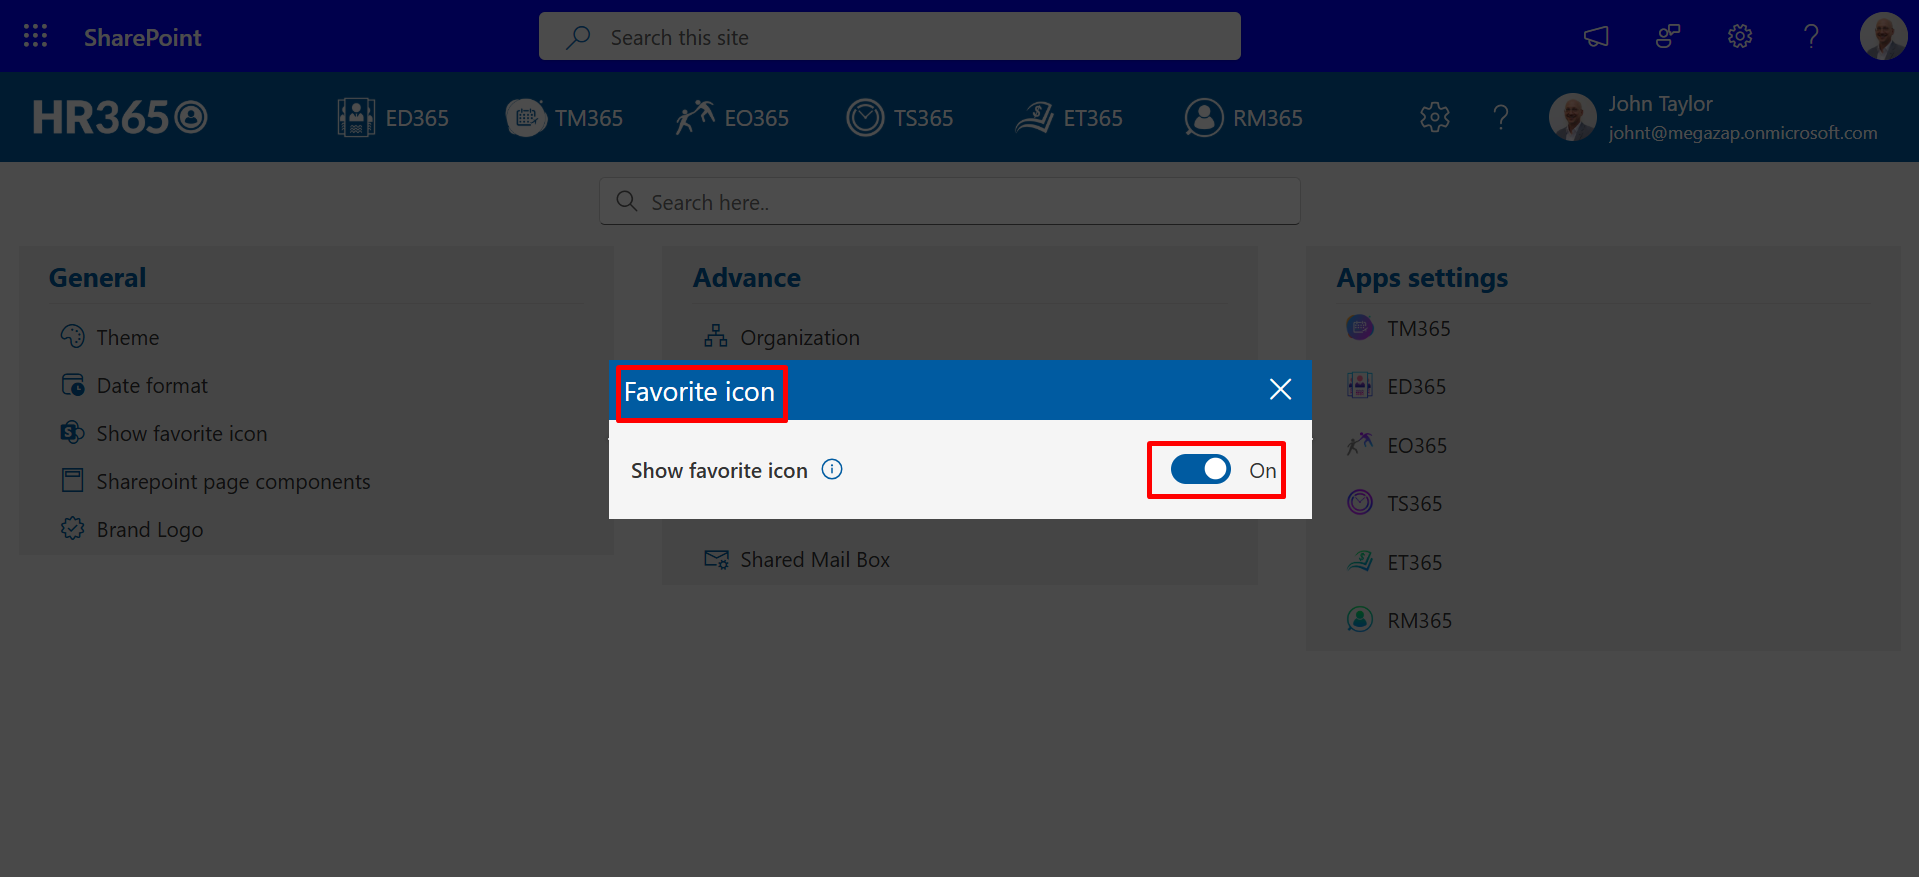 SharePoint
Search this site
HR365
ED365
TM365
EO365
TS365
ET365
RM365
John Taylor
johnt@megazap.onmicrosoft.com
Search here..
General
Theme
Date format
Show favorite icon
Sharepoint page components
Brand Logo
Advance
Organization
Shared Mail Box
Apps settings
TM365
ED365
EO365
TS365
ET365
RM365
Favorite icon
Show favorite icon
On